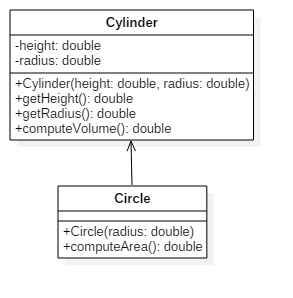 Cylinder
-height: double
-radius: double
+Cylinder(height: double, radius: double)
+getHeight(): double
+getRadius(): double
+computeVolume(): double
Circle
+Circle(radius: double)
+computeArea(): double